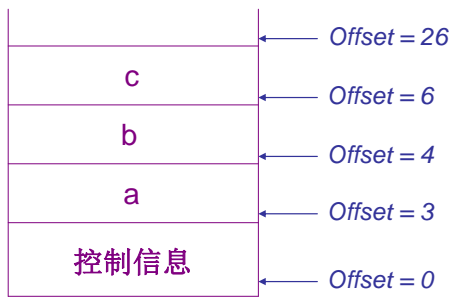 Offset = 26
c
Offset = 6
b
Offset = 4
a
Offset = 3
控制信息
Offset = 0